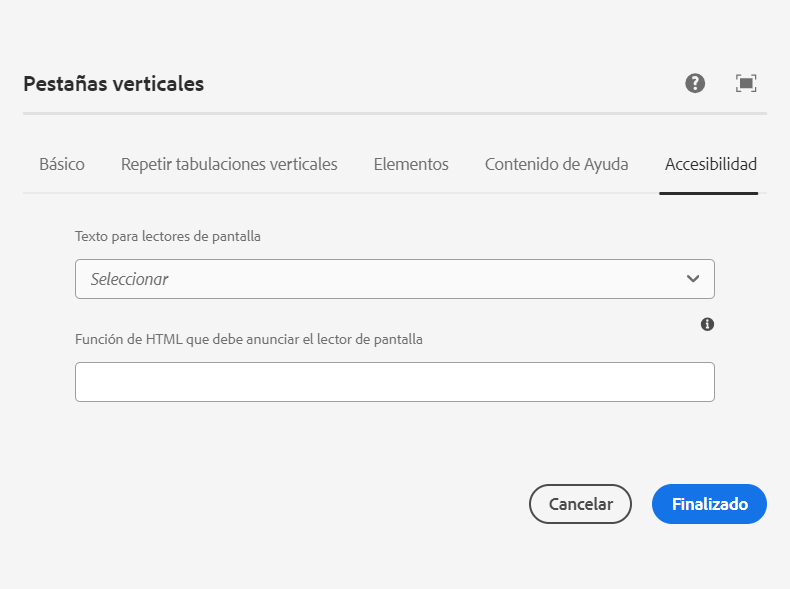 Pestañas verticales
Básico Repetir tabulaciones verticales Elementos Contenido de Ayuda Accesibilidad
Texto para lectores de pantalla
Seleccionar
Función de HTML que debe anunciar el lector de pantalla
Cancelar Finalizado